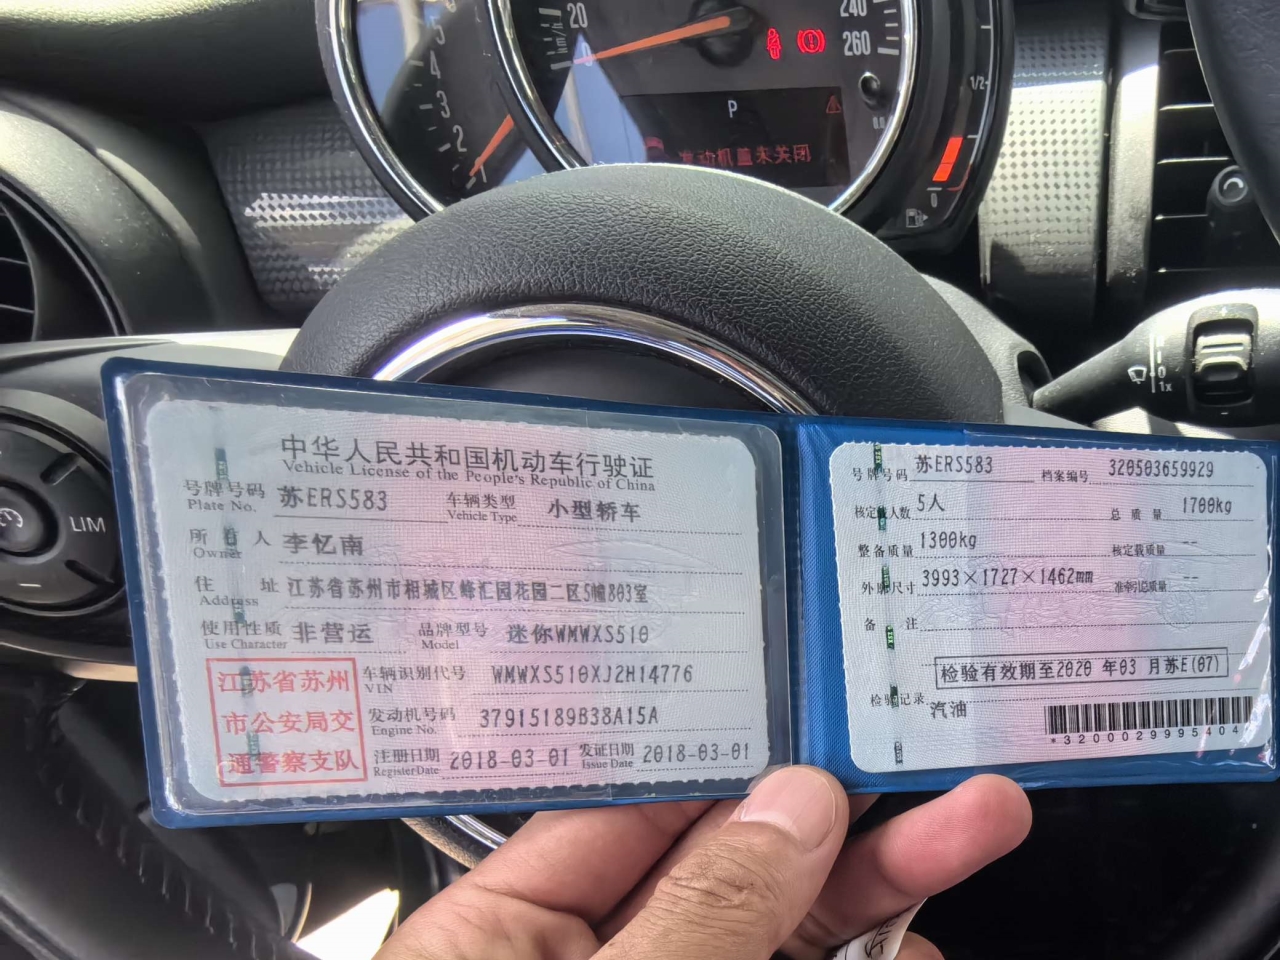 20
km/h
240
260
5
4
3
2
1
1/2
0
P
发动机盖未关闭
LIM
0
1x
中华人民共和国机动车行驶证
Vehicle License of the People's Republic of China
号牌号码 苏ERS583 车辆类型 小型轿车
Plate No. Vehicle Type
所有人 李忆南
Owner
住址 江苏省苏州市相城区蜂汇园花园二区5幢803室
Address
使用性质 非营运 品牌型号 迷你WMWXS510
Use Character Model
江苏省苏州
市公安局交
通警察支队
车辆识别代号 WMWXS510XJ2H14776
VIN
发动机号码 37915189B38A15A
Engine No.
注册日期 2018-03-01 发证日期 2018-03-01
Register Date Issue Date
号牌号码 苏ERS583 档案编号 320503659929
核定载人数 5人 总质量 1700kg
整备质量 1300kg 核定载质量 --
外廓尺寸 3993×1727×1462mm 准牵引总质量 --
备注
检验有效期至2020 年03 月苏E(07)
检验记录
汽油
*3200029995404